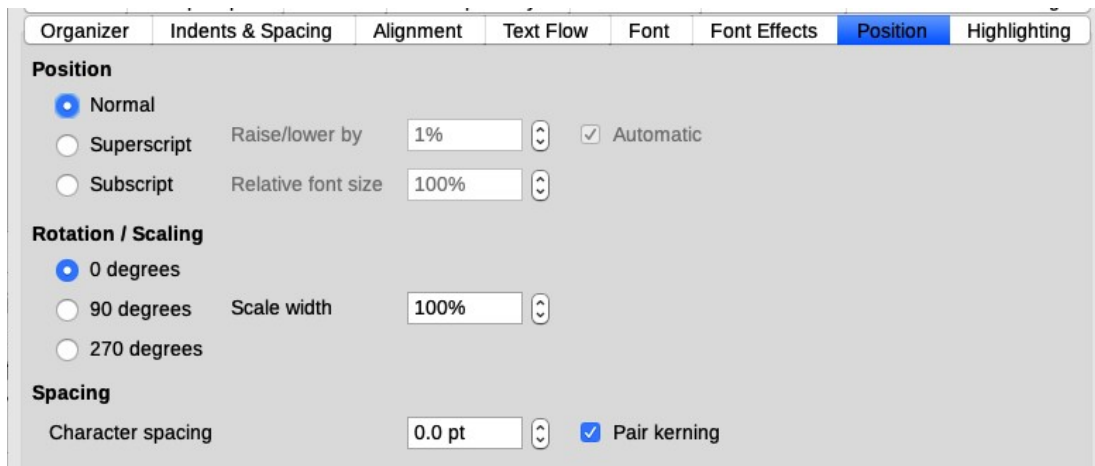 Organizer Indents & Spacing Alignment Text Flow Font Font Effects Position Highlighting
Position
Normal
Superscript Raise/lower by 1% Automatic
Subscript Relative font size 100%
Rotation / Scaling
0 degrees
90 degrees Scale width 100%
270 degrees
Spacing
Character spacing 0.0 pt Pair kerning